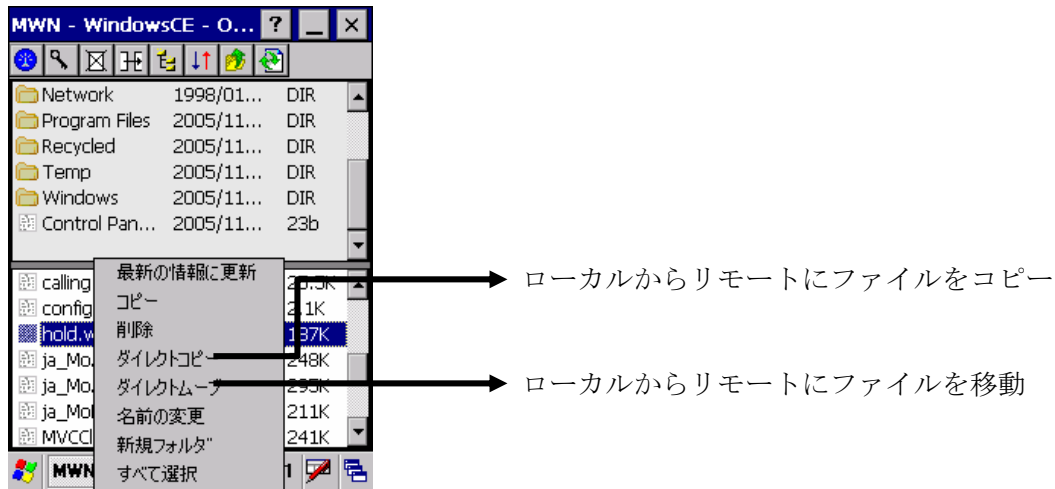 MWN - WindowsCE - O... ? _ ×
Network 1998/01... DIR
Program Files 2005/11... DIR
Recycled 2005/11... DIR
Temp 2005/11... DIR
Windows 2005/11... DIR
Control Pan... 2005/11... 23b
最新の情報に更新
calling
ローカルからリモートにファイルをコピー
コピー
config 2.1K
削除
hold.w 187K
ダイレクトコピー
ja_Mo. 248K
ダイレクトムーブ
ja_Mo. 295K
ローカルからリモートにファイルを移動
名前の変更
ja_Mol 211K
新規フォルダ
MVCCl 241K
すべて選択
MWN 1